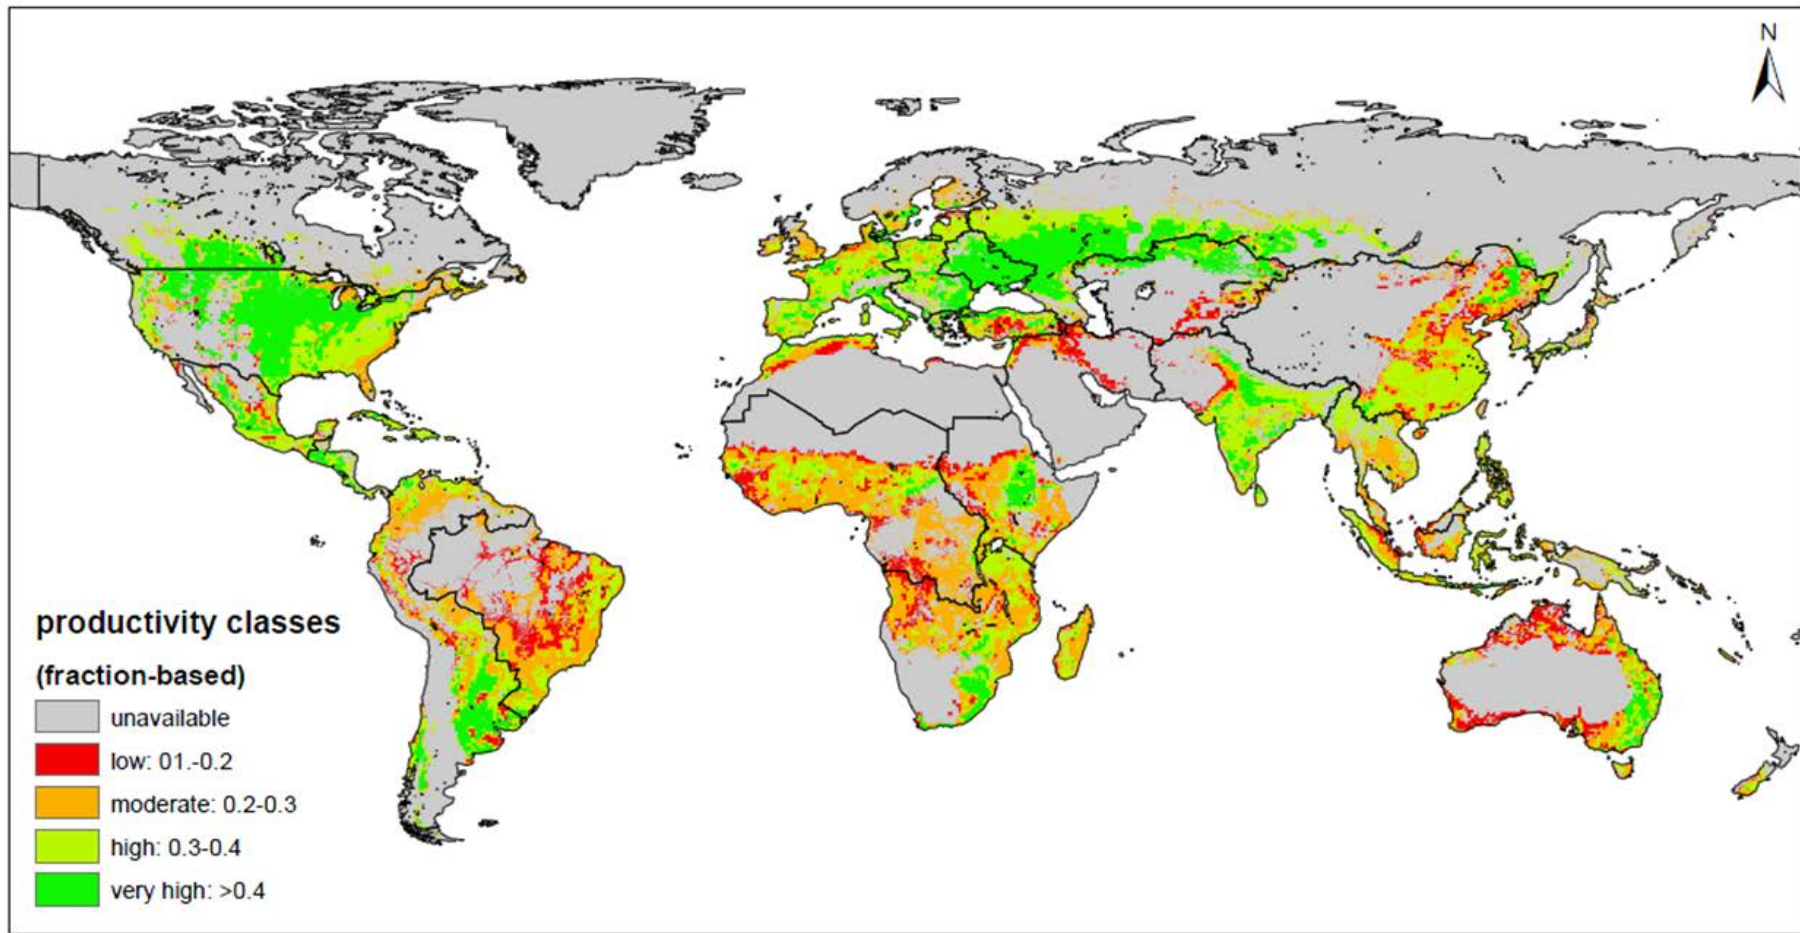 N
productivity classes
(fraction-based)
unavailable
low: 01.-0.2
moderate: 0.2-0.3
high: 0.3-0.4
very high: >0.4